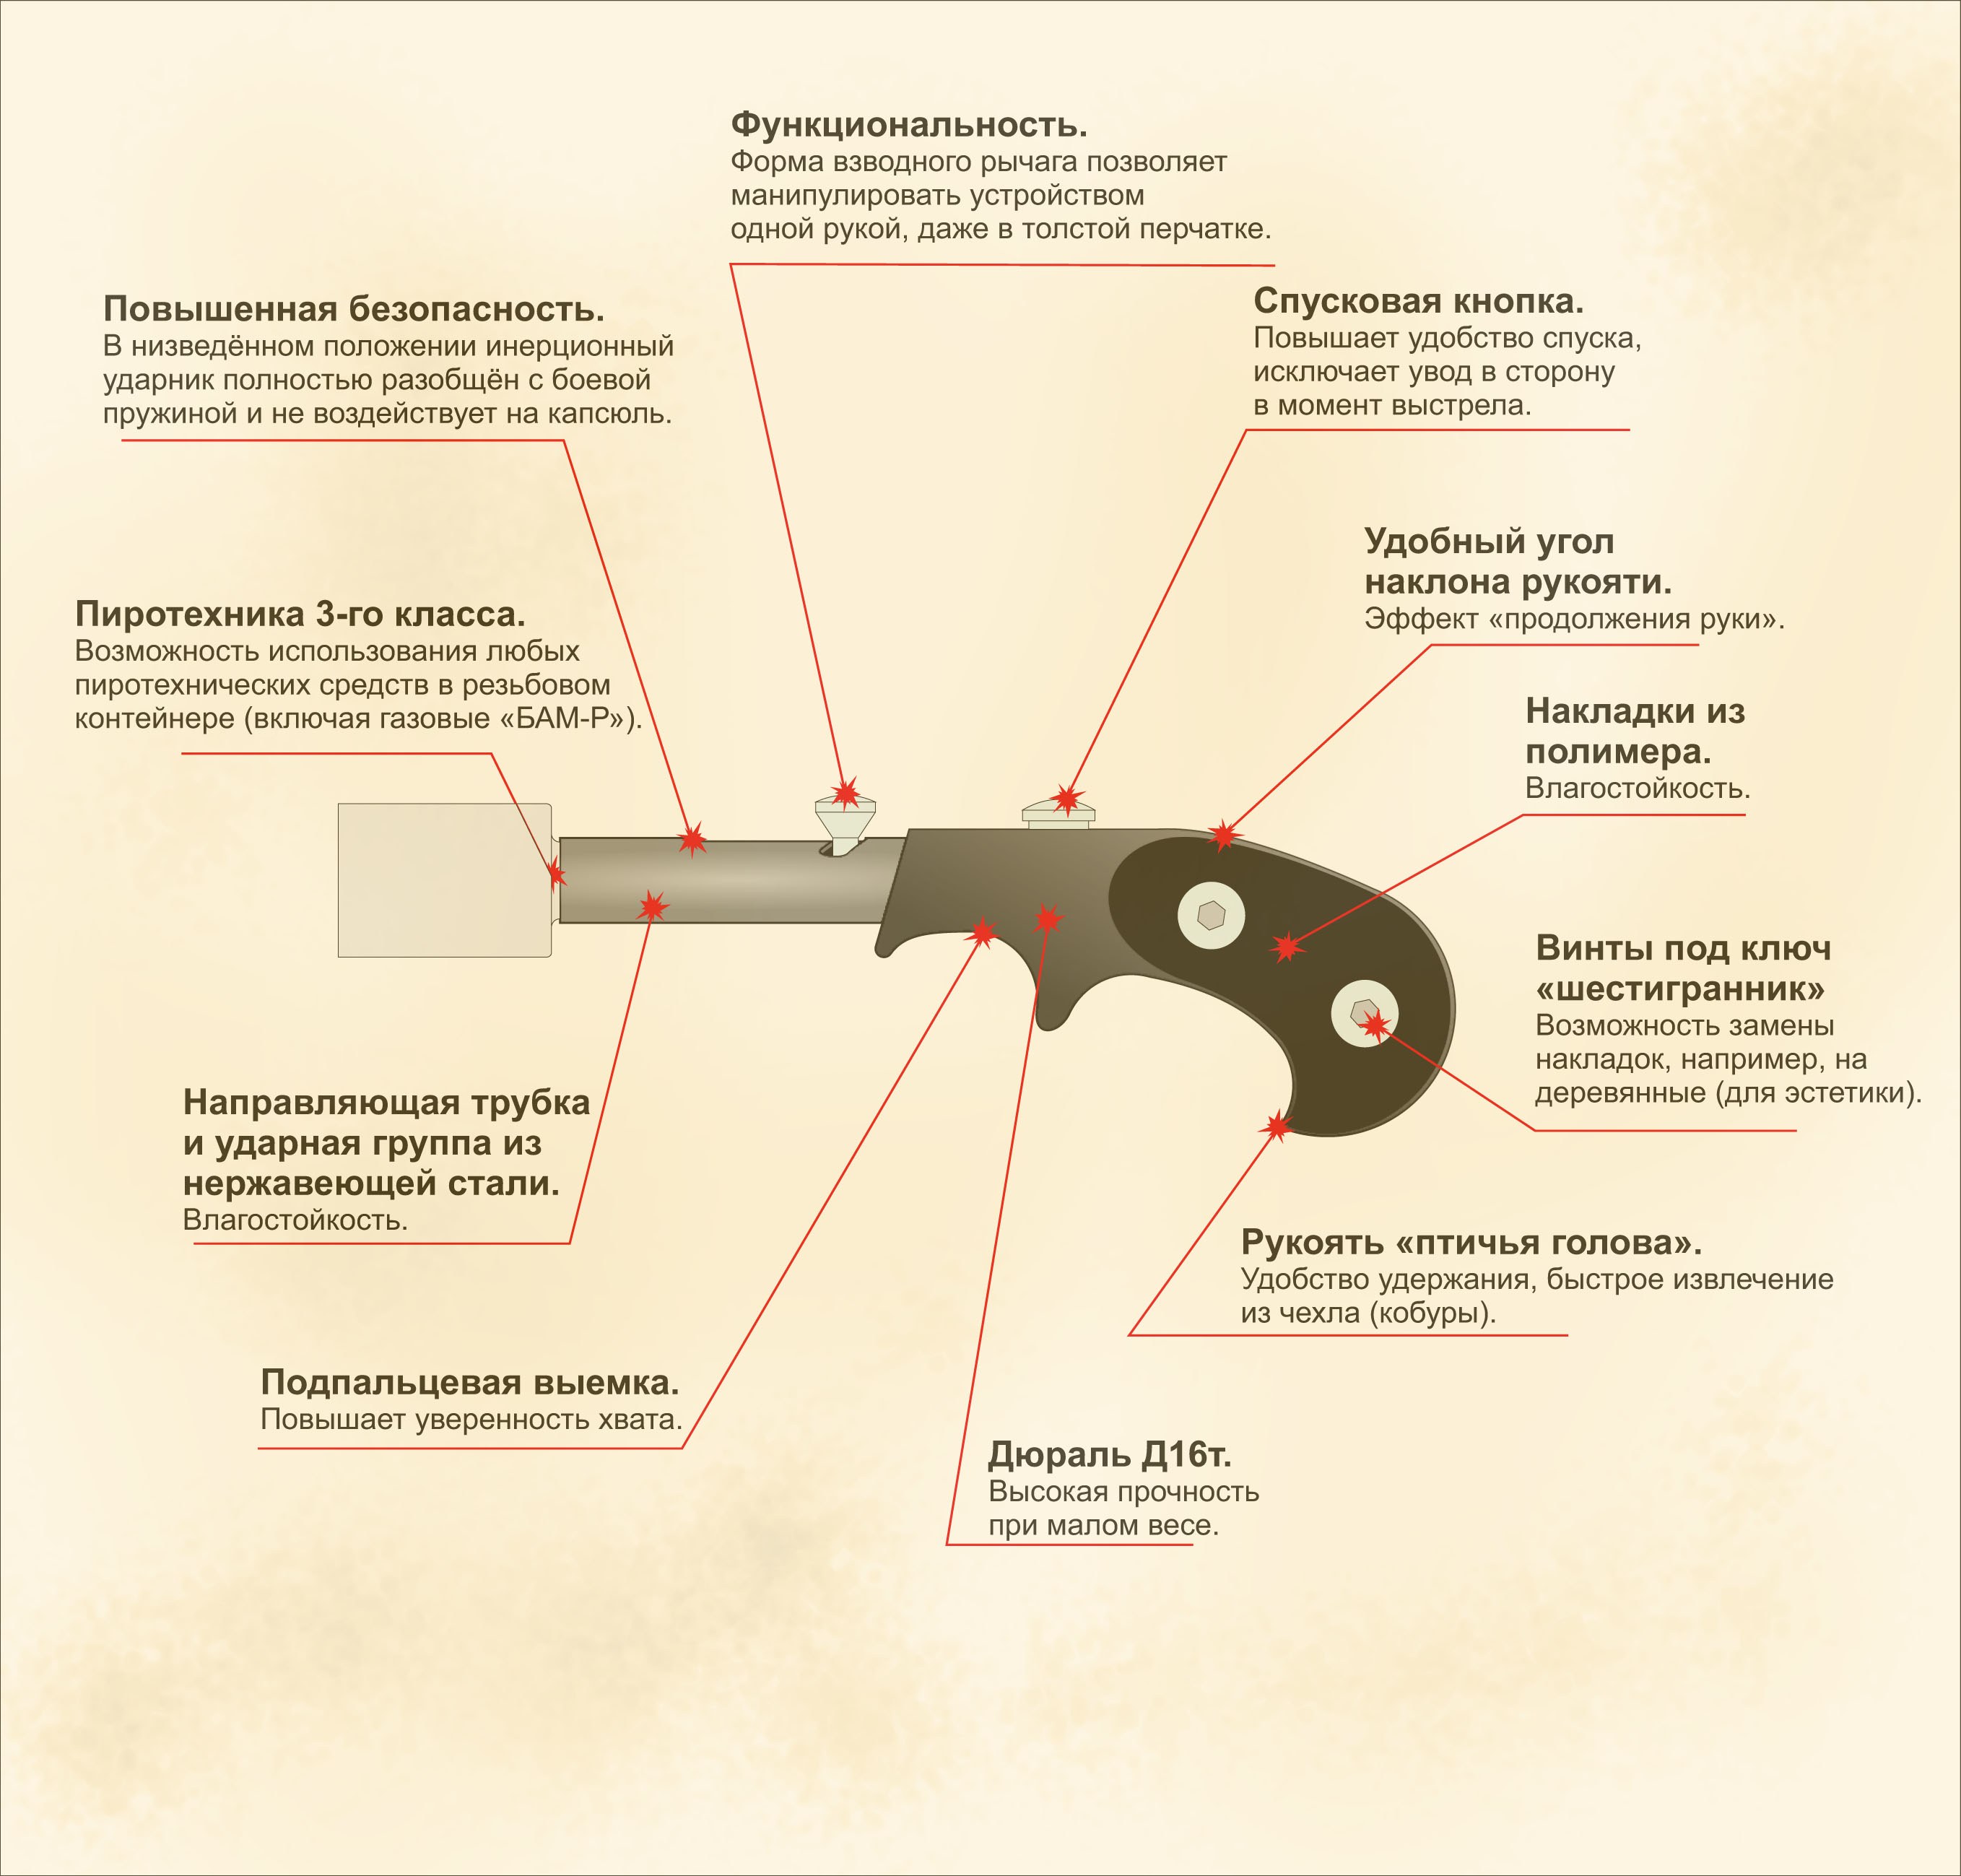 Функциональность.
Форма взводного рычага позволяет
манипулировать устройством
одной рукой, даже в толстой перчатке.
Повышенная безопасность.
В низведённом положении инерционный
ударник полностью разобщён с боевой
пружиной и не воздействует на капсюль.
Спусковая кнопка.
Повышает удобство спуска,
исключает увод в сторону
в момент выстрела.
Удобный угол
наклона рукояти.
Эффект «продолжения руки».
Пиротехника 3-го класса.
Возможность использования любых
пиротехнических средств в резьбовом
контейнере (включая газовые «БАМ-Р»).
Накладки из
полимера.
Влагостойкость.
Винты под ключ
«шестигранник»
Возможность замены
накладок, например, на
деревянные (для эстетики).
Направляющая трубка
и ударная группа из
нержавеющей стали.
Влагостойкость.
Рукоять «птичья голова».
Удобство удержания, быстрое извлечение
из чехла (кобуры).
Подпальцевая выемка.
Повышает уверенность хвата.
Дюраль Д16т.
Высокая прочность
при малом весе.